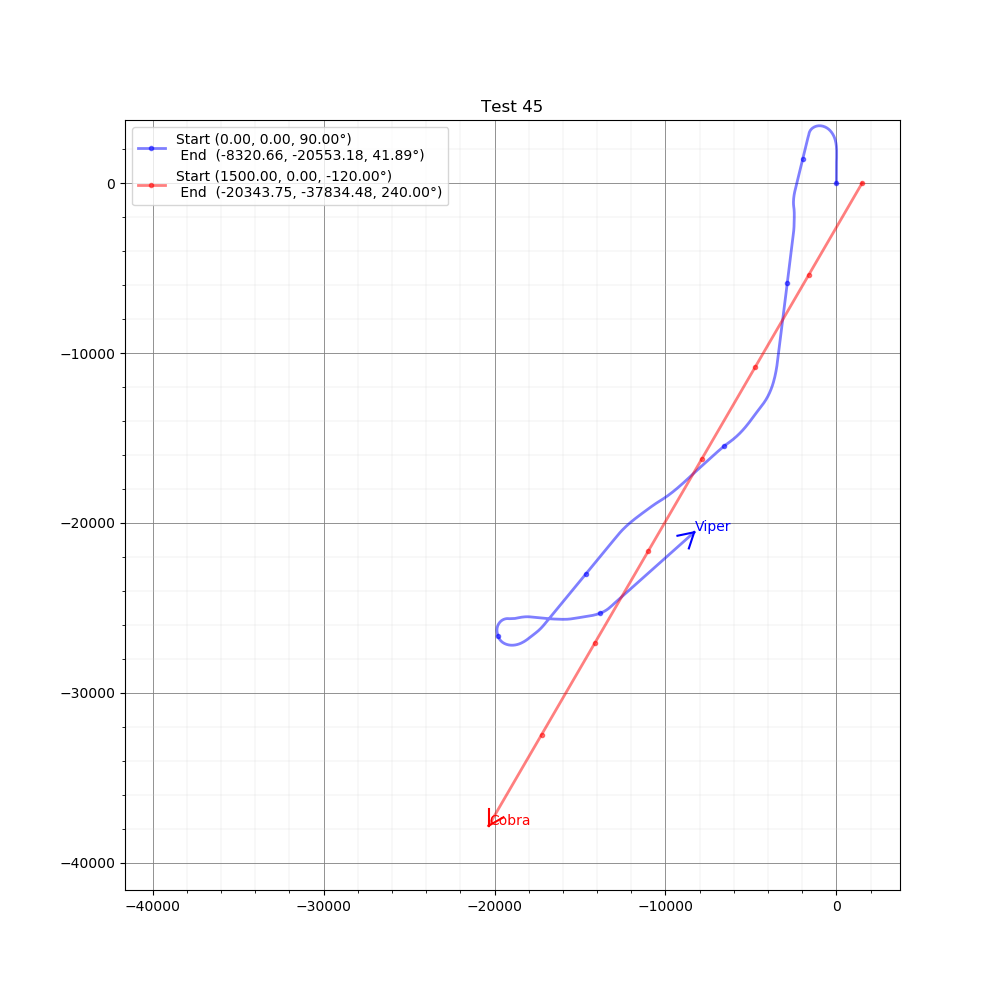 Test 45
Start (0.00, 0.00, 90.00°)
End (-8320.66, -20553.18, 41.89°)
Start (1500.00, 0.00, -120.00°)
End (-20343.75, -37834.48, 240.00°)
0
−10000
−20000
−30000
−40000
Viper
Cobra
−40000 −30000 −20000 −10000 0